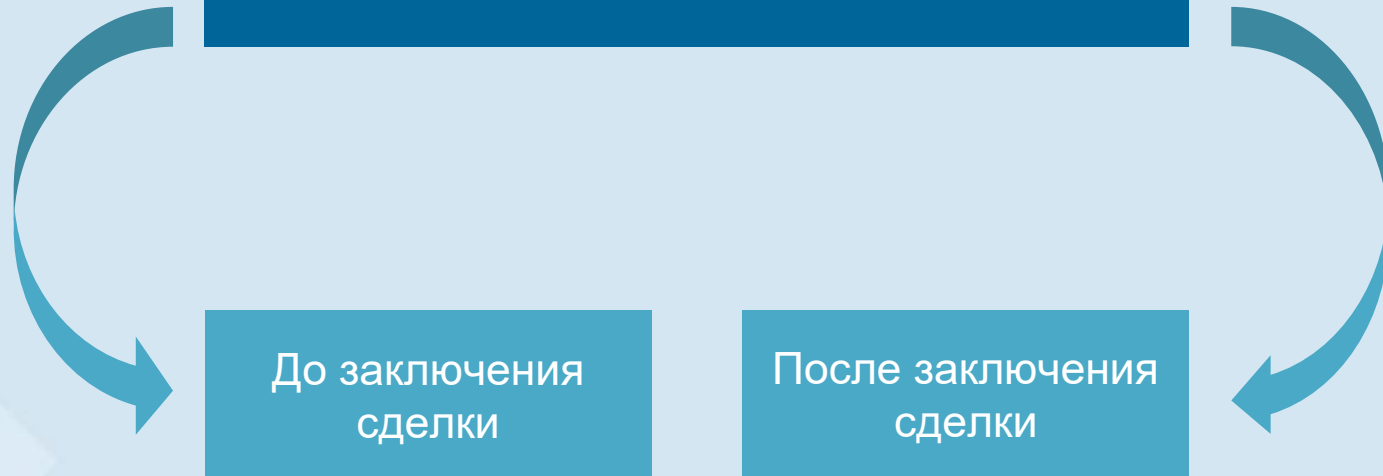 До заключения
сделки
После заключения
сделки